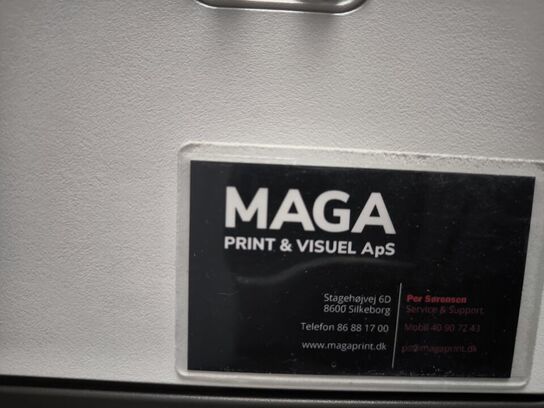 MAGA
PRINT & VISUEL ApS
Stagehøjvej 6D
8600 Silkeborg
Telefon 86 88 17 00
www.magaprint.dk
Per Sørensen
Service & Support
Mobil 40 90 72 43
ps@magaprint.dk